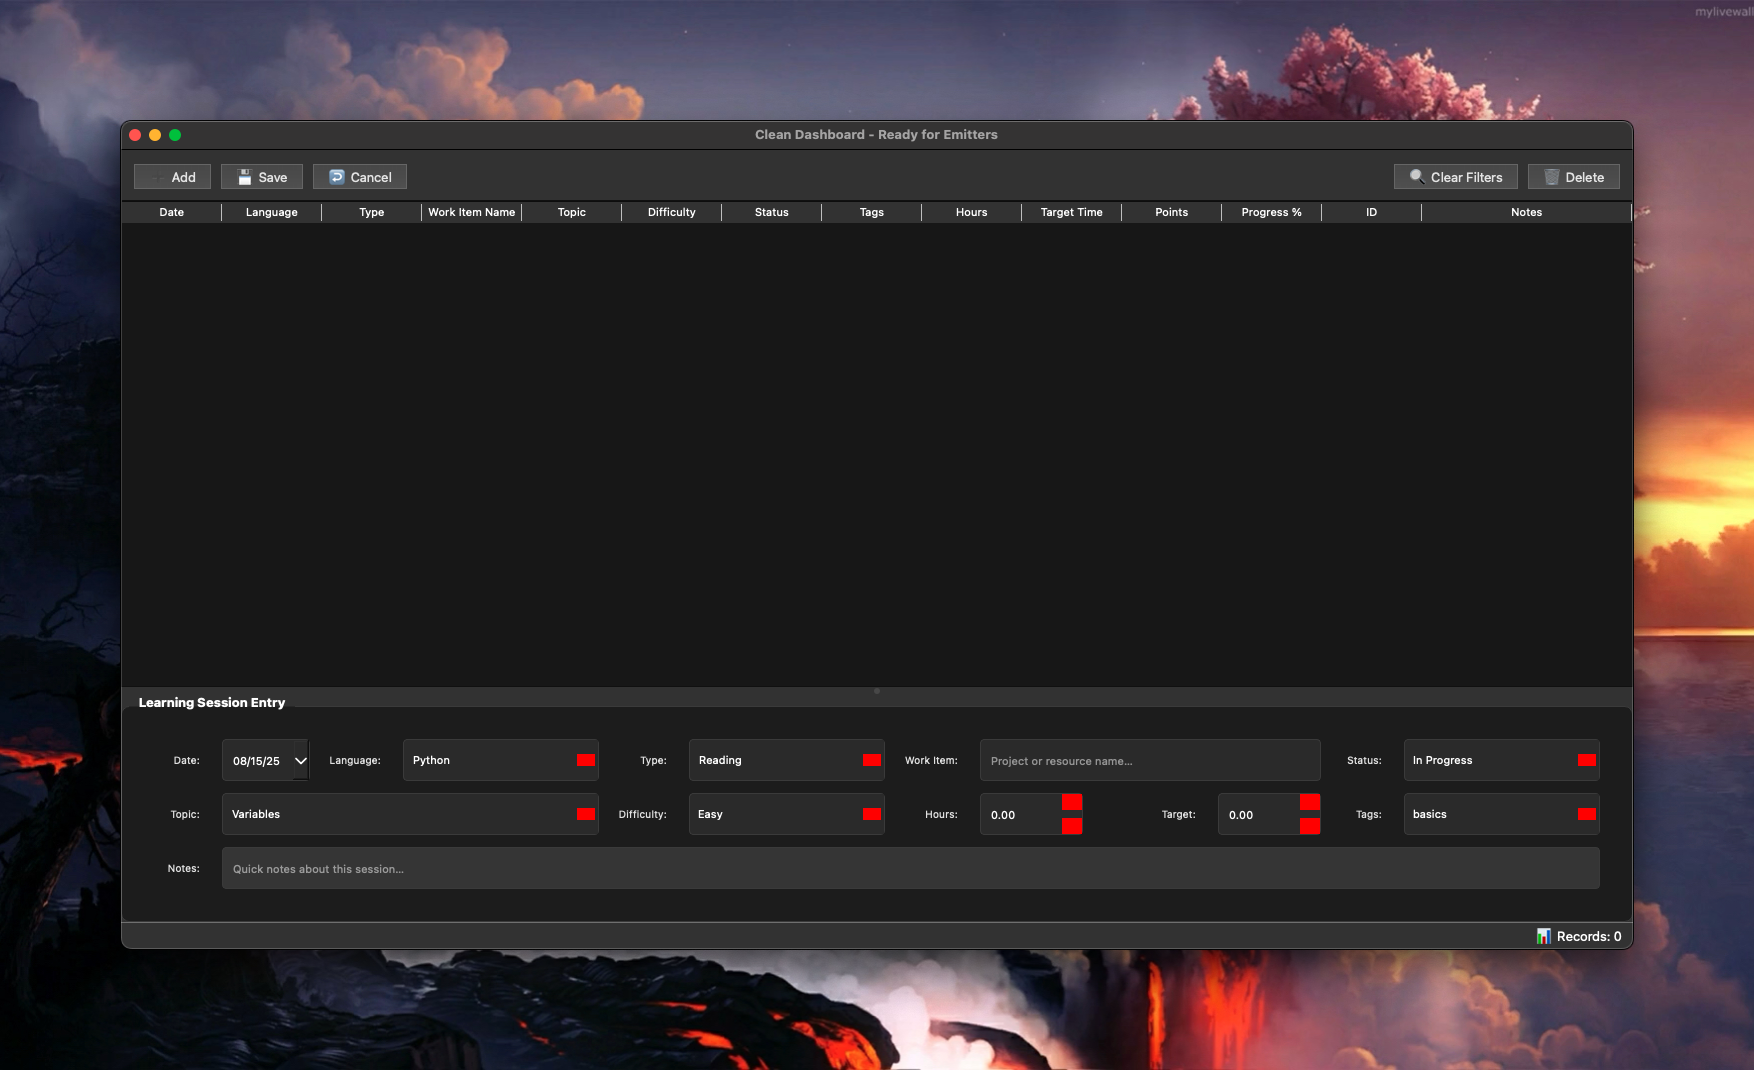 mylivewall
Clean Dashboard - Ready for Emitters
Add Save Cancel Clear Filters Delete
Date Language Type Work Item Name Topic Difficulty Status Tags Hours Target Time Points Progress % ID Notes
Learning Session Entry
Date: 08/15/25 Language: Python Type: Reading Work Item: Project or resource name... Status: In Progress
Topic: Variables Difficulty: Easy Hours: 0.00 Target: 0.00 Tags: basics
Notes: Quick notes about this session...
Records: 0